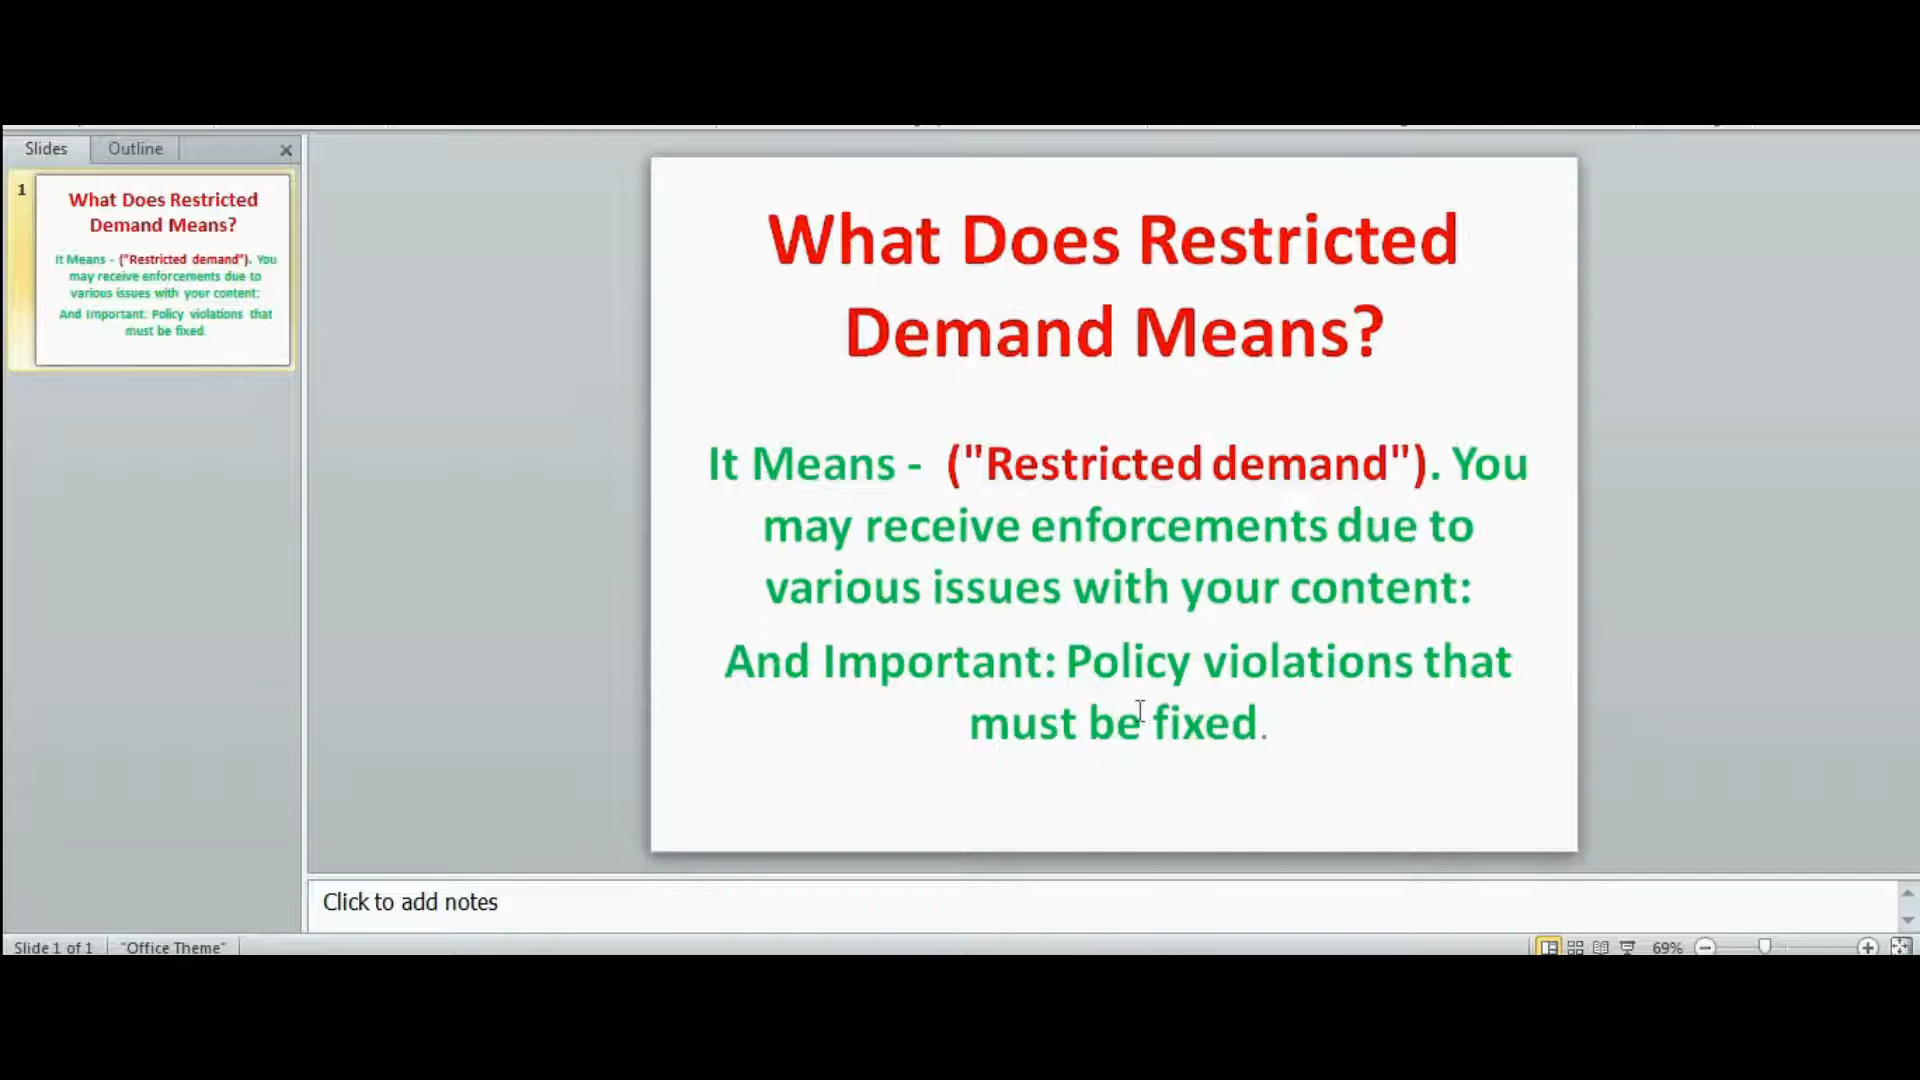 Slides Outline
1
What Does Restricted
Demand Means?
It Means - ("Restricted demand"). You
may receive enforcements due to
various issues with your content:
And Important: Policy violations that
must be fixed.
What Does Restricted
Demand Means?
It Means - ("Restricted demand"). You
may receive enforcements due to
various issues with your content:
And Important: Policy violations that
must be fixed.
Click to add notes
Slide 1 of 1 "Office Theme" 69%